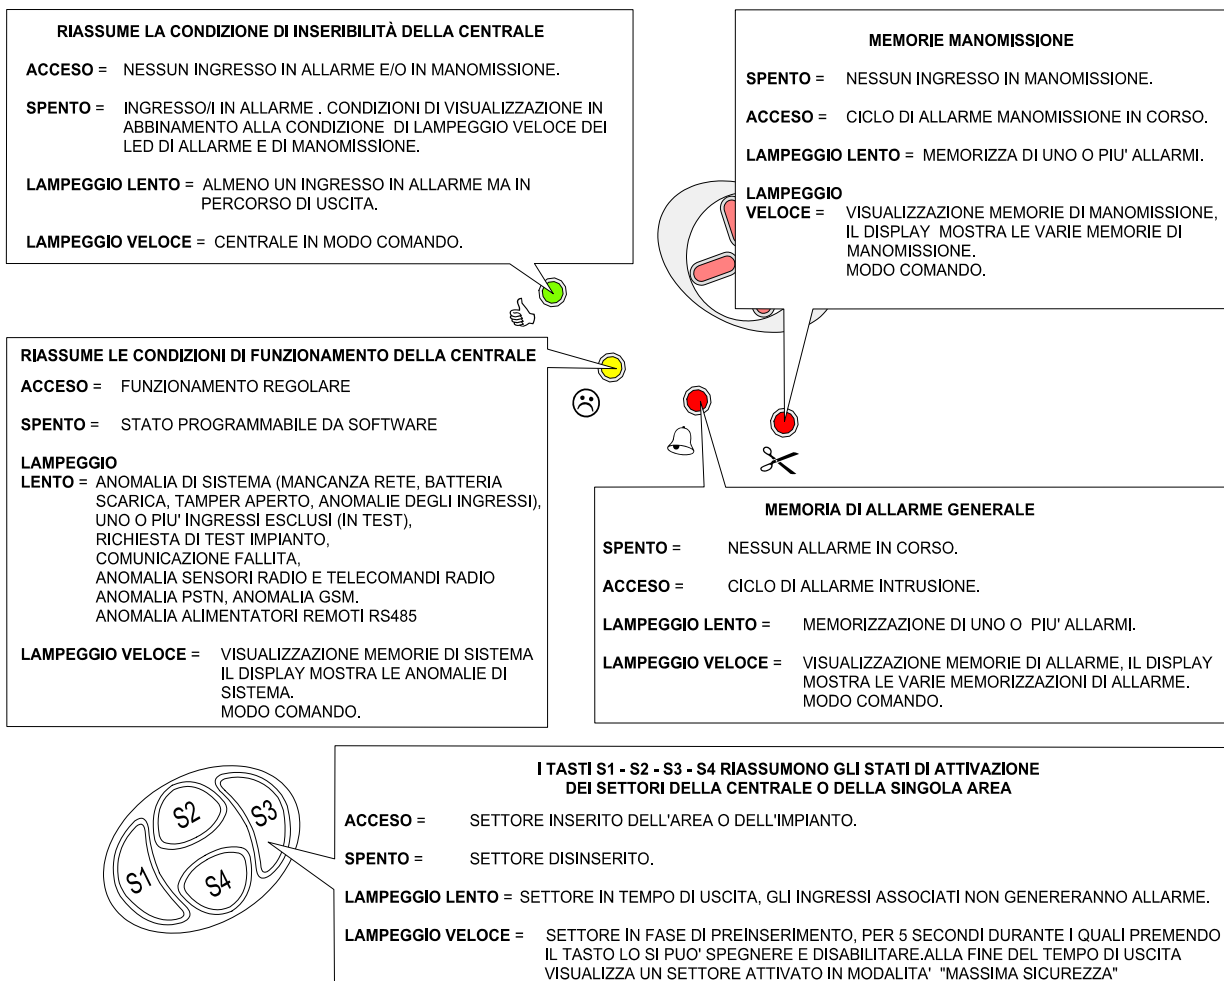 RIASSUME LA CONDIZIONE DI INSERIBILITÀ DELLA CENTRALE
ACCESO = NESSUN INGRESSO IN ALLARME E/O IN MANOMISSIONE.
SPENTO = INGRESSO/I IN ALLARME . CONDIZIONI DI VISUALIZZAZIONE IN
ABBINAMENTO ALLA CONDIZIONE DI LAMPEGGIO VELOCE DEI
LED DI ALLARME E DI MANOMISSIONE.
LAMPEGGIO LENTO = ALMENO UN INGRESSO IN ALLARME MA IN
PERCORSO DI USCITA.
LAMPEGGIO VELOCE = CENTRALE IN MODO COMANDO.
MEMORIE MANOMISSIONE
SPENTO = NESSUN INGRESSO IN MANOMISSIONE.
ACCESO = CICLO DI ALLARME MANOMISSIONE IN CORSO.
LAMPEGGIO LENTO = MEMORIZZA DI UNO O PIU' ALLARMI.
LAMPEGGIO
VELOCE = VISUALIZZAZIONE MEMORIE DI MANOMISSIONE,
IL DISPLAY MOSTRA LE VARIE MEMORIE DI
MANOMISSIONE.
MODO COMANDO.
RIASSUME LE CONDIZIONI DI FUNZIONAMENTO DELLA CENTRALE
ACCESO = FUNZIONAMENTO REGOLARE
SPENTO = STATO PROGRAMMABILE DA SOFTWARE
LAMPEGGIO
LENTO = ANOMALIA DI SISTEMA (MANCANZA RETE, BATTERIA
SCARICA, TAMPER APERTO, ANOMALIE DEGLI INGRESSI),
UNO O PIU' INGRESSI ESCLUSI (IN TEST),
RICHIESTA DI TEST IMPIANTO,
COMUNICAZIONE FALLITA,
ANOMALIA SENSORI RADIO E TELECOMANDI RADIO
ANOMALIA PSTN, ANOMALIA GSM.
ANOMALIA ALIMENTATORI REMOTI RS485
LAMPEGGIO VELOCE = VISUALIZZAZIONE MEMORIE DI SISTEMA
IL DISPLAY MOSTRA LE ANOMALIE DI
SISTEMA.
MODO COMANDO.
MEMORIA DI ALLARME GENERALE
SPENTO = NESSUN ALLARME IN CORSO.
ACCESO = CICLO DI ALLARME INTRUSIONE.
LAMPEGGIO LENTO = MEMORIZZAZIONE DI UNO O PIU' ALLARMI.
LAMPEGGIO VELOCE = VISUALIZZAZIONE MEMORIE DI ALLARME, IL DISPLAY
MOSTRA LE VARIE MEMORIZZAZIONI DI ALLARME.
MODO COMANDO.
S1
S2
S3
S4
I TASTI S1 - S2 - S3 - S4 RIASSUMONO GLI STATI DI ATTIVAZIONE
DEI SETTORI DELLA CENTRALE O DELLA SINGOLA AREA
ACCESO = SETTORE INSERITO DELL'AREA O DELL'IMPIANTO.
SPENTO = SETTORE DISINSERITO.
LAMPEGGIO LENTO = SETTORE IN TEMPO DI USCITA, GLI INGRESSI ASSOCIATI NON GENERERANNO ALLARME.
LAMPEGGIO VELOCE = SETTORE IN FASE DI PREINSERIMENTO, PER 5 SECONDI DURANTE I QUALI PREMENDO
IL TASTO LO SI PUO' SPEGNERE E DISABILITARE.ALLA FINE DEL TEMPO DI USCITA
VISUALIZZA UN SETTORE ATTIVATO IN MODALITA' "MASSIMA SICUREZZA"